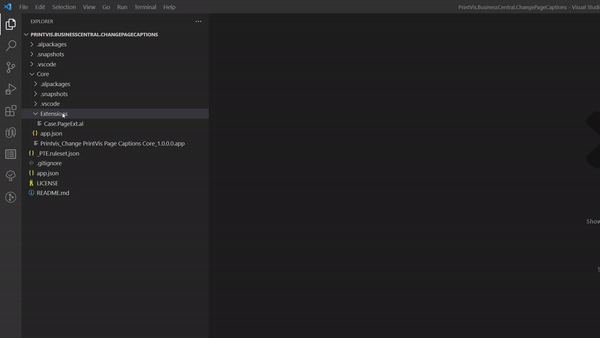 File Edit Selection View Go Run Terminal Help
PrintVis.BusinessCentral.ChangePageCaptions - Visual Studio
EXPLORER ···
PRINTVIS.BUSINESSCENTRAL.CHANGEPAGECAPTIONS
.alpackages
.snapshots
.vscode
Core
.alpackages
.snapshots
.vscode
Extensions
Case.PageExt.al
{} app.json
Printvis_Change PrintVis Page Captions Core_1.0.0.0.app
{} _PTE.ruleset.json
.gitignore
{} app.json
LICENSE
README.md
Show